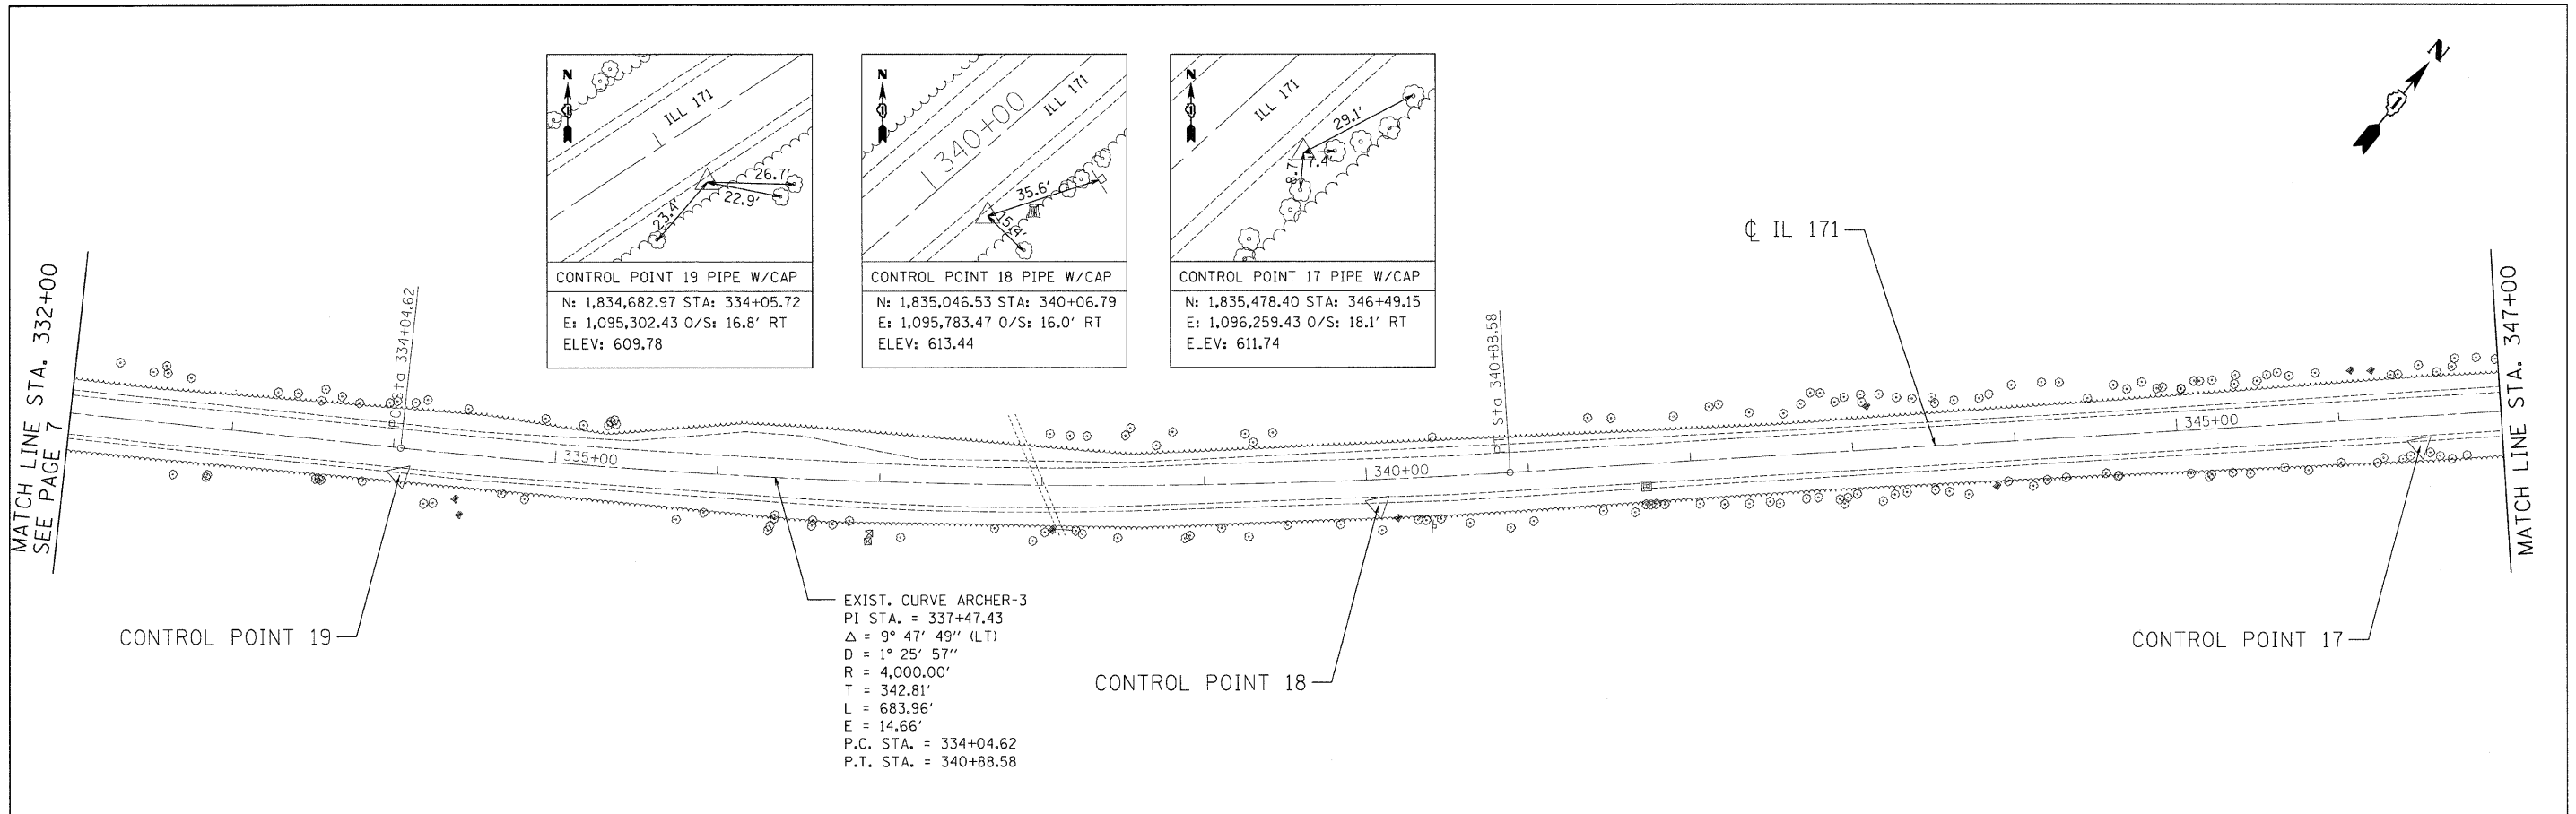 N
ILL 171
26.7'
22.9'
23.4'
CONTROL POINT 19 PIPE W/CAP
N: 1,834,682.97 STA: 334+05.72
E: 1,095,302.43 O/S: 16.8' RT
ELEV: 609.78
N
ILL 171
340+00
35.6'
15.4'
CONTROL POINT 18 PIPE W/CAP
N: 1,835,046.53 STA: 340+06.79
E: 1,095,783.47 O/S: 16.0' RT
ELEV: 613.44
N
ILL 171
29.1'
7.4'
8.7'
CONTROL POINT 17 PIPE W/CAP
N: 1,835,478.40 STA: 346+49.15
E: 1,096,259.43 O/S: 18.1' RT
ELEV: 611.74
N
℄ IL 171
MATCH LINE STA. 332+00
SEE PAGE 7
PC Sta 334+04.62
335+00
340+00
PT Sta 340+88.58
345+00
MATCH LINE STA. 347+00
CONTROL POINT 19
EXIST. CURVE ARCHER-3
PI STA. = 337+47.43
Δ = 9° 47' 49'' (LT)
D = 1° 25' 57''
R = 4,000.00'
T = 342.81'
L = 683.96'
E = 14.66'
P.C. STA. = 334+04.62
P.T. STA. = 340+88.58
CONTROL POINT 18
CONTROL POINT 17